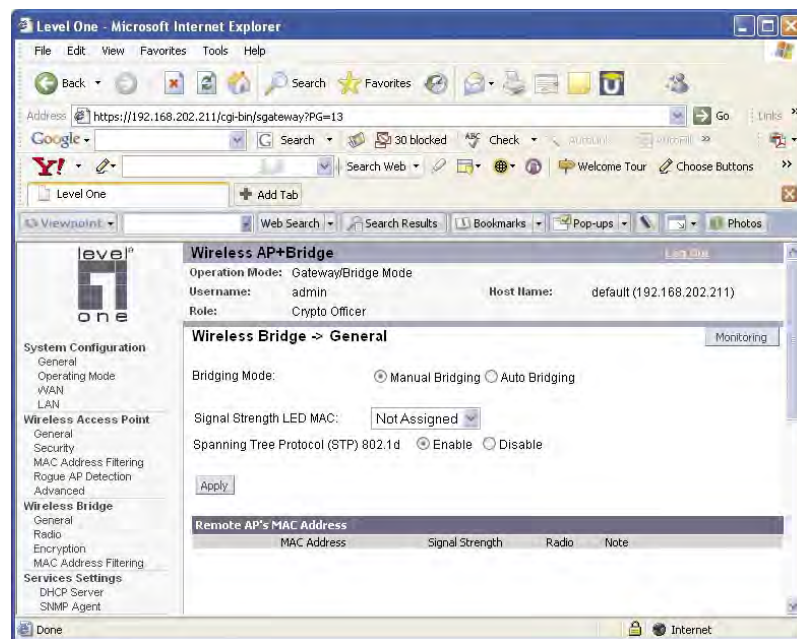 Level One - Microsoft Internet Explorer
File Edit View Favorites Tools Help
Back Search Favorites
Address https://192.168.202.211/cgi-bin/sgateway?PG=13 Go Links »
Google Search 30 blocked ABC Check »
Y! Search Web Welcome Tour Choose Buttons »
Level One Add Tab
Viewpoint Web Search Search Results Bookmarks Pop-ups Photos
level one
Wireless AP+Bridge Log Out
Operation Mode: Gateway/Bridge Mode
Username: admin Host Name: default (192.168.202.211)
Role: Crypto Officer
System Configuration
General
Operating Mode
WAN
LAN
Wireless Access Point
General
Security
MAC Address Filtering
Rogue AP Detection
Advanced
Wireless Bridge
General
Radio
Encryption
MAC Address Filtering
Services Settings
DHCP Server
SNMP Agent
Wireless Bridge -> General Monitoring
Bridging Mode: Manual Bridging Auto Bridging
Signal Strength LED MAC: Not Assigned
Spanning Tree Protocol (STP) 802.1d Enable Disable
Apply
Remote AP's MAC Address
MAC Address Signal Strength Radio Note
Done Internet